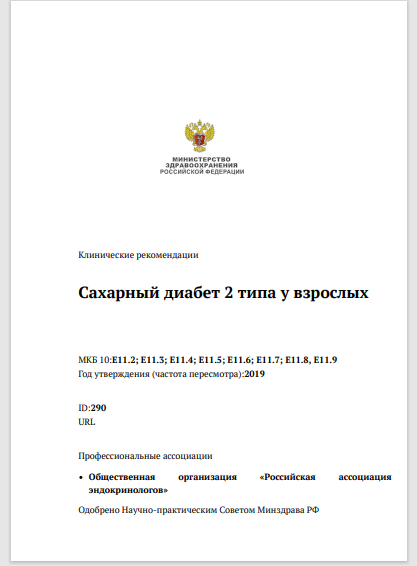 МИНИСТЕРСТВО
ЗДРАВООХРАНЕНИЯ
РОССИЙСКОЙ ФЕДЕРАЦИИ
Клинические рекомендации
Сахарный диабет 2 типа у взрослых
МКБ 10:E11.2; E11.3; E11.4; E11.5; E11.6; E11.7; E11.8, E11.9
Год утверждения (частота пересмотра):2019
ID:290
URL
Профессиональные ассоциации
• Общественная организация «Российская ассоциация
эндокринологов»
Одобрено Научно-практическим Советом Минздрава РФ